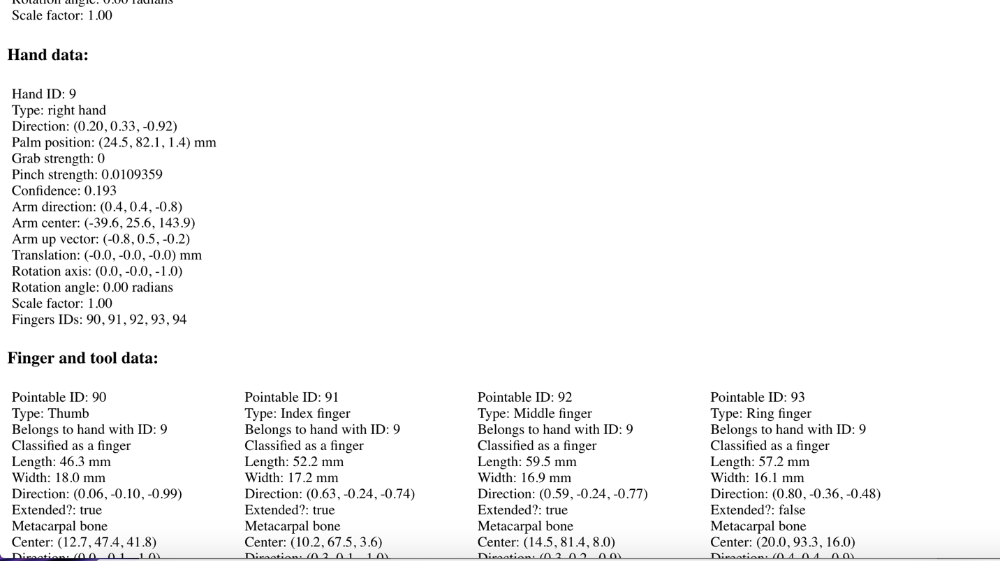 Rotation angle: 0.00 radians
Scale factor: 1.00
Hand data:
Hand ID: 9
Type: right hand
Direction: (0.20, 0.33, -0.92)
Palm position: (24.5, 82.1, 1.4) mm
Grab strength: 0
Pinch strength: 0.0109359
Confidence: 0.193
Arm direction: (0.4, 0.4, -0.8)
Arm center: (-39.6, 25.6, 143.9)
Arm up vector: (-0.8, 0.5, -0.2)
Translation: (-0.0, -0.0, -0.0) mm
Rotation axis: (0.0, -0.0, -1.0)
Rotation angle: 0.00 radians
Scale factor: 1.00
Fingers IDs: 90, 91, 92, 93, 94
Finger and tool data:
Pointable ID: 90
Type: Thumb
Belongs to hand with ID: 9
Classified as a finger
Length: 46.3 mm
Width: 18.0 mm
Direction: (0.06, -0.10, -0.99)
Extended?: true
Metacarpal bone
Center: (12.7, 47.4, 41.8)
Pointable ID: 91
Type: Index finger
Belongs to hand with ID: 9
Classified as a finger
Length: 52.2 mm
Width: 17.2 mm
Direction: (0.63, -0.24, -0.74)
Extended?: true
Metacarpal bone
Center: (10.2, 67.5, 3.6)
Pointable ID: 92
Type: Middle finger
Belongs to hand with ID: 9
Classified as a finger
Length: 59.5 mm
Width: 16.9 mm
Direction: (0.59, -0.24, -0.77)
Extended?: true
Metacarpal bone
Center: (14.5, 81.4, 8.0)
Pointable ID: 93
Type: Ring finger
Belongs to hand with ID: 9
Classified as a finger
Length: 57.2 mm
Width: 16.1 mm
Direction: (0.80, -0.36, -0.48)
Extended?: false
Metacarpal bone
Center: (20.0, 93.3, 16.0)